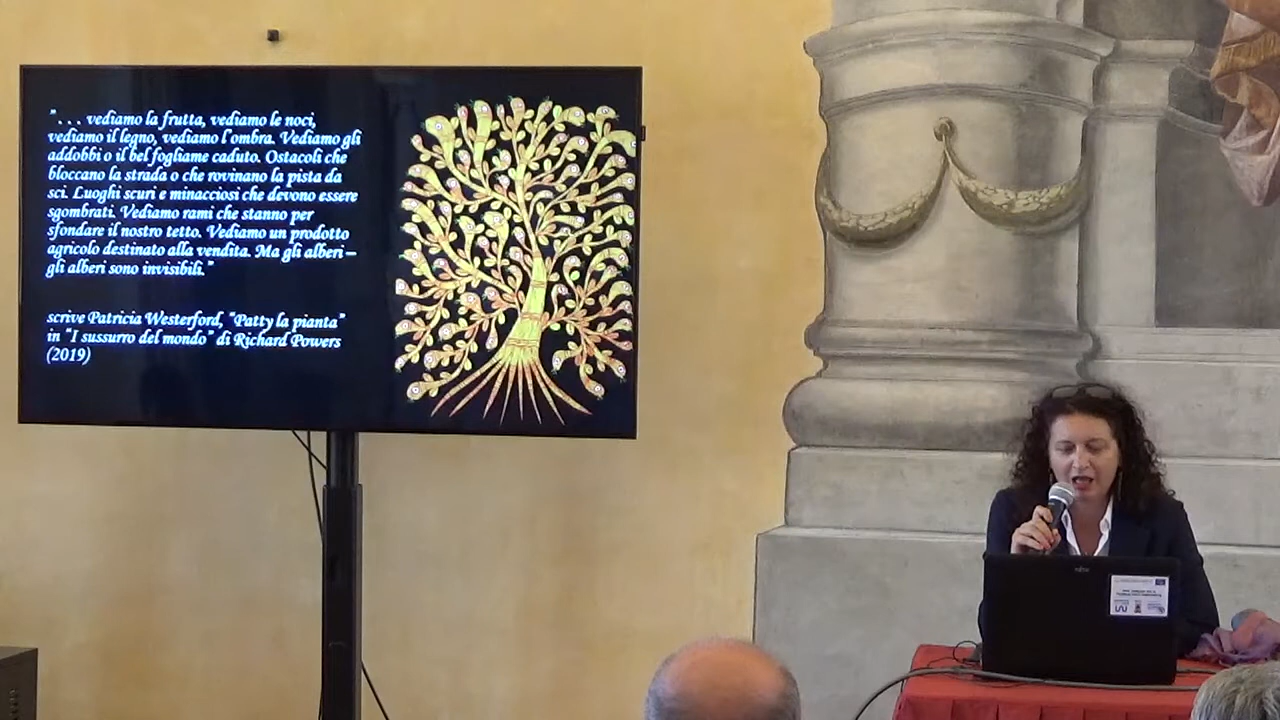 ". . . vediamo la frutta, vediamo le noci,
vediamo il legno, vediamo l'ombra. Vediamo gli
addobbi o il bel fogliame caduto. Ostacoli che
bloccano la strada o che rovinano la pista da
sci. Luoghi scuri e minacciosi che devono essere
sgombrati. Vediamo rami che stanno per
sfondare il nostro tetto. Vediamo un prodotto
agricolo destinato alla vendita. Ma gli alberi –
gli alberi sono invisibili."
scrive Patricia Westerford, "Patty la pianta"
in "I sussurro del mondo" di Richard Powers
(2019)